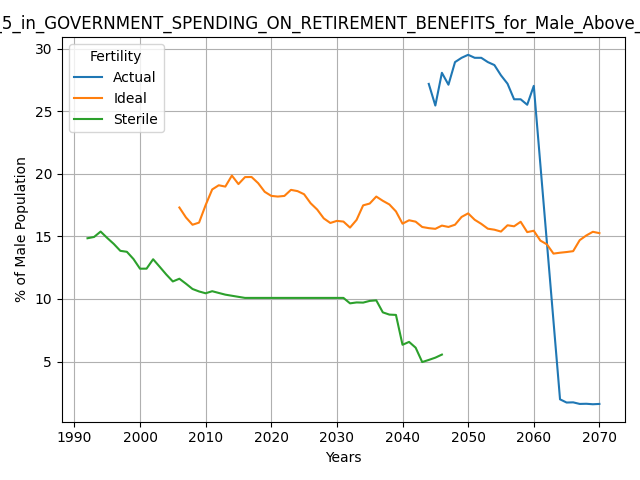 _5_in_GOVERNMENT_SPENDING_ON_RETIREMENT_BENEFITS_for_Male_Above_
Fertility
Actual
Ideal
Sterile
% of Male Population
30
25
20
15
10
5
1990 2000 2010 2020 2030 2040 2050 2060 2070
Years